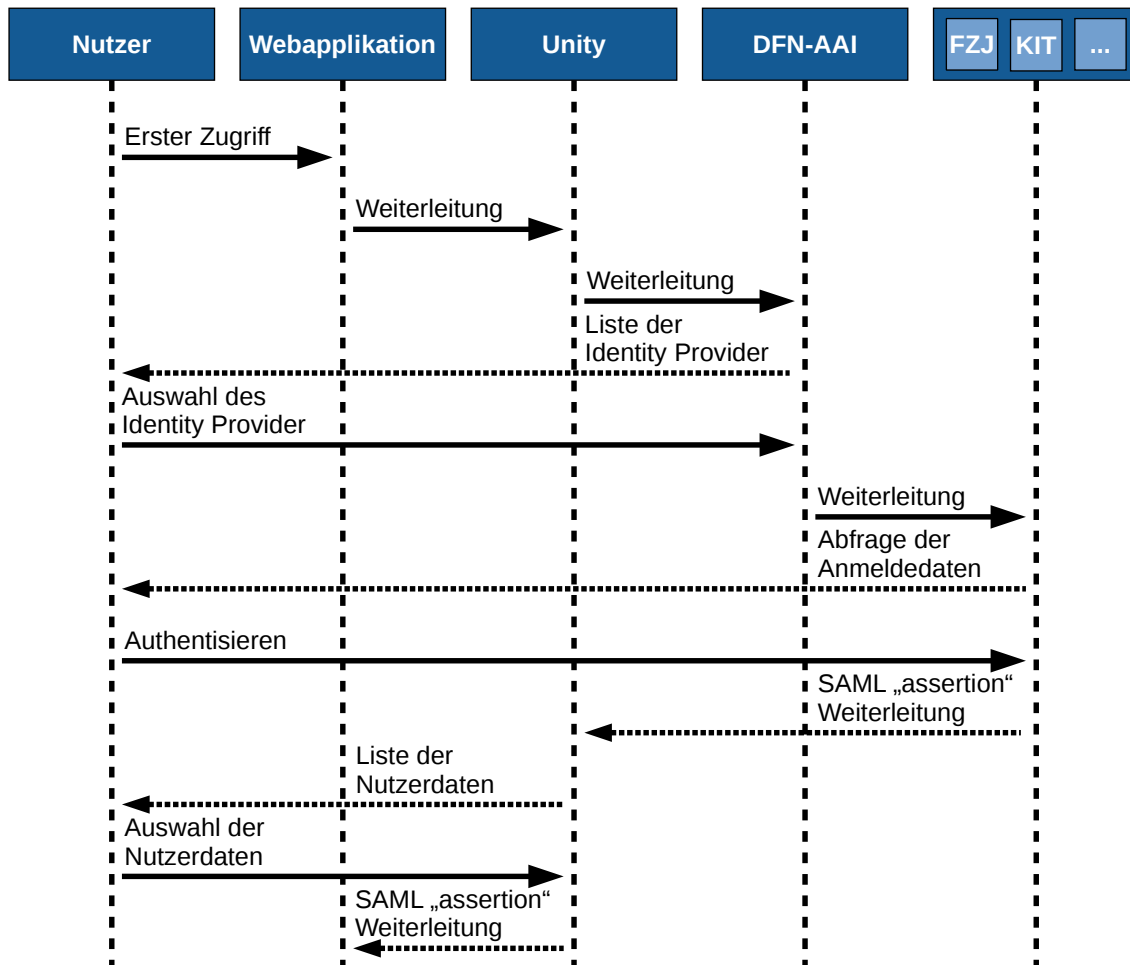 Nutzer
Webapplikation
Unity
DFN-AAI
FZJ
KIT
...
Erster Zugriff
Weiterleitung
Weiterleitung
Liste der
Identity Provider
Auswahl des
Identity Provider
Weiterleitung
Abfrage der
Anmeldedaten
Authentisieren
SAML „assertion“
Weiterleitung
Liste der
Nutzerdaten
Auswahl der
Nutzerdaten
SAML „assertion“
Weiterleitung